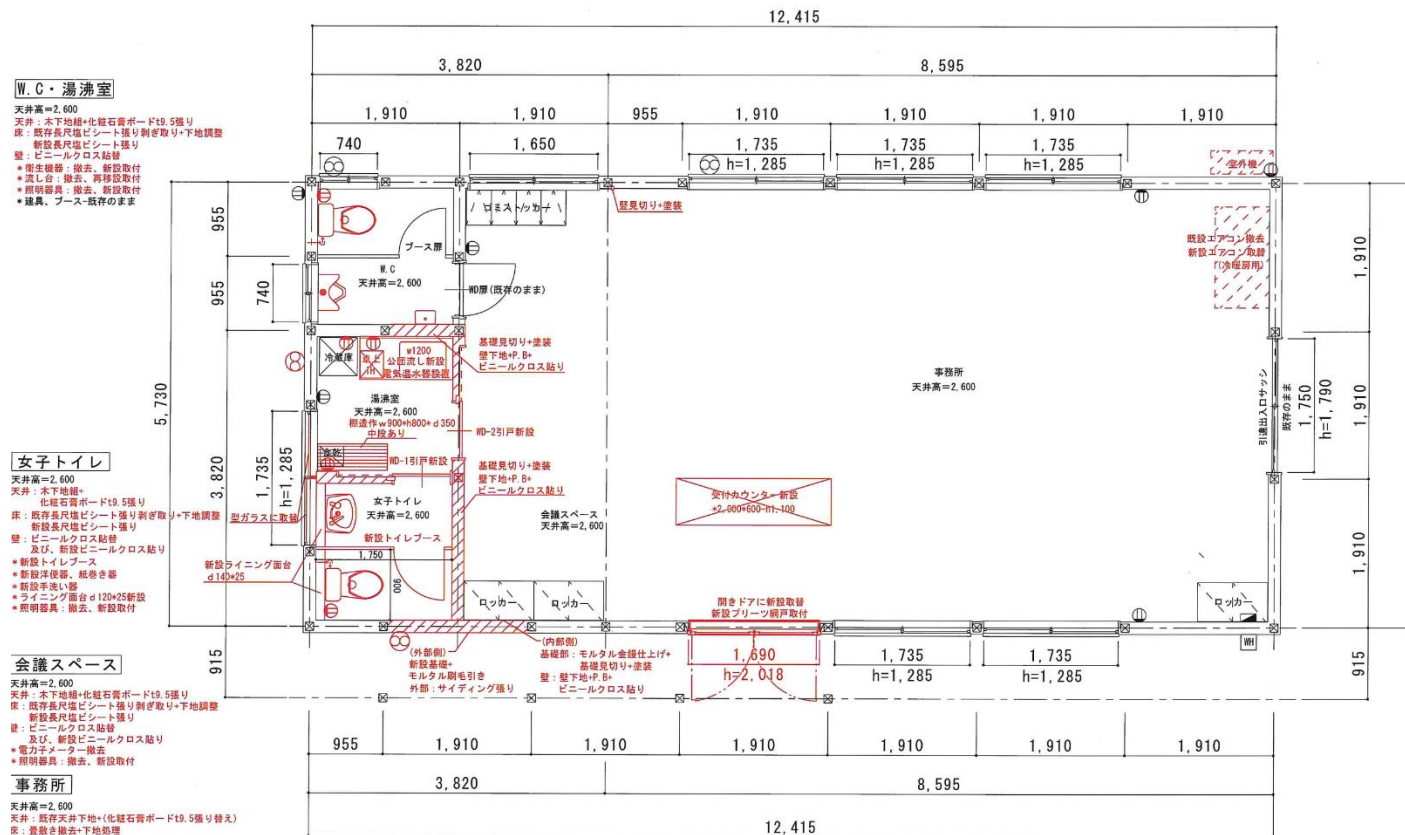 12,415
3,820
8,595
1,910
1,910
955
1,910
1,910
1,910
1,910
740
1,650
1,735
h=1,285
1,735
h=1,285
1,735
h=1,285
W.C・湯沸室
天井高=2,600
天井：木下地組+化粧石膏ボードt9.5張り
床：既存長尺塩ビシート張り剥ぎ取り+下地調整
新設長尺塩ビシート張り
壁：ビニールクロス貼替
*衛生機器：撤去、新設取付
*流し台：撤去、再移設取付
*照明器具：撤去、新設取付
*建具、ブース-既存のまま
室外機
竪見切り+塗装
既設エアコン撤去
新設エアコン取替
(冷暖房用)
955
955
740
5,730
3,820
1,735
h=1,285
915
ブース扉
W.C
天井高=2,600
WD扉(既存のまま)
基礎見切り+塗装
壁下地+P.B+
ビニールクロス貼り
冷蔵庫
卓上
IH
w1200
公団流し新設
電気温水器設置
湯沸室
天井高=2,600
棚造作w900*h800*d350
中段あり
WD-2引戸新設
WD-1引戸新設
食乾
基礎見切り+塗装
壁下地+P.B+
ビニールクロス貼り
女子トイレ
天井高=2,600
新設トイレブース
1,750
900
型ガラスに取替
新設ライニング面台
d140*25
事務所
天井高=2,600
会議スペース
天井高=2,600
受付カウンター新設
*2,000*600-h1,100
引違出入口サッシ
既存のまま
1,750
h=1,790
1,910
1,910
1,910
915
女子トイレ
天井高=2,600
天井：木下地組+
化粧石膏ボードt9.5張り
床：既存長尺塩ビシート張り剥ぎ取り+下地調整
新設長尺塩ビシート張り
壁：ビニールクロス貼替
及び、新設ビニールクロス貼り
*新設トイレブース
*新設洋便器、紙巻き器
*新設手洗い器
*ライニング面台d120*25新設
*照明器具：撤去、新設取付
ロッカー
ロッカー
ロッカー
WH
開きドアに新設取替
新設プリーツ網戸取付
1,690
h=2,018
1,735
h=1,285
1,735
h=1,285
(外部側)
新設基礎+
モルタル刷毛引き
外部：サイディング張り
(内部側)
基礎部：モルタル金鏝仕上げ+
基礎見切り+塗装
壁：壁下地+P.B+
ビニールクロス貼り
会議スペース
天井高=2,600
天井：木下地組+化粧石膏ボードt9.5張り
床：既存長尺塩ビシート張り剥ぎ取り+下地調整
新設長尺塩ビシート張り
壁：ビニールクロス貼替
及び、新設ビニールクロス貼り
*電力子メーター撤去
*照明器具：撤去、新設取付
事務所
天井高=2,600
天井：既存天井下地+(化粧石膏ボードt9.5張り替え)
床：畳敷き撤去+下地処理
955
1,910
1,910
1,910
1,910
1,910
1,910
3,820
8,595
12,415